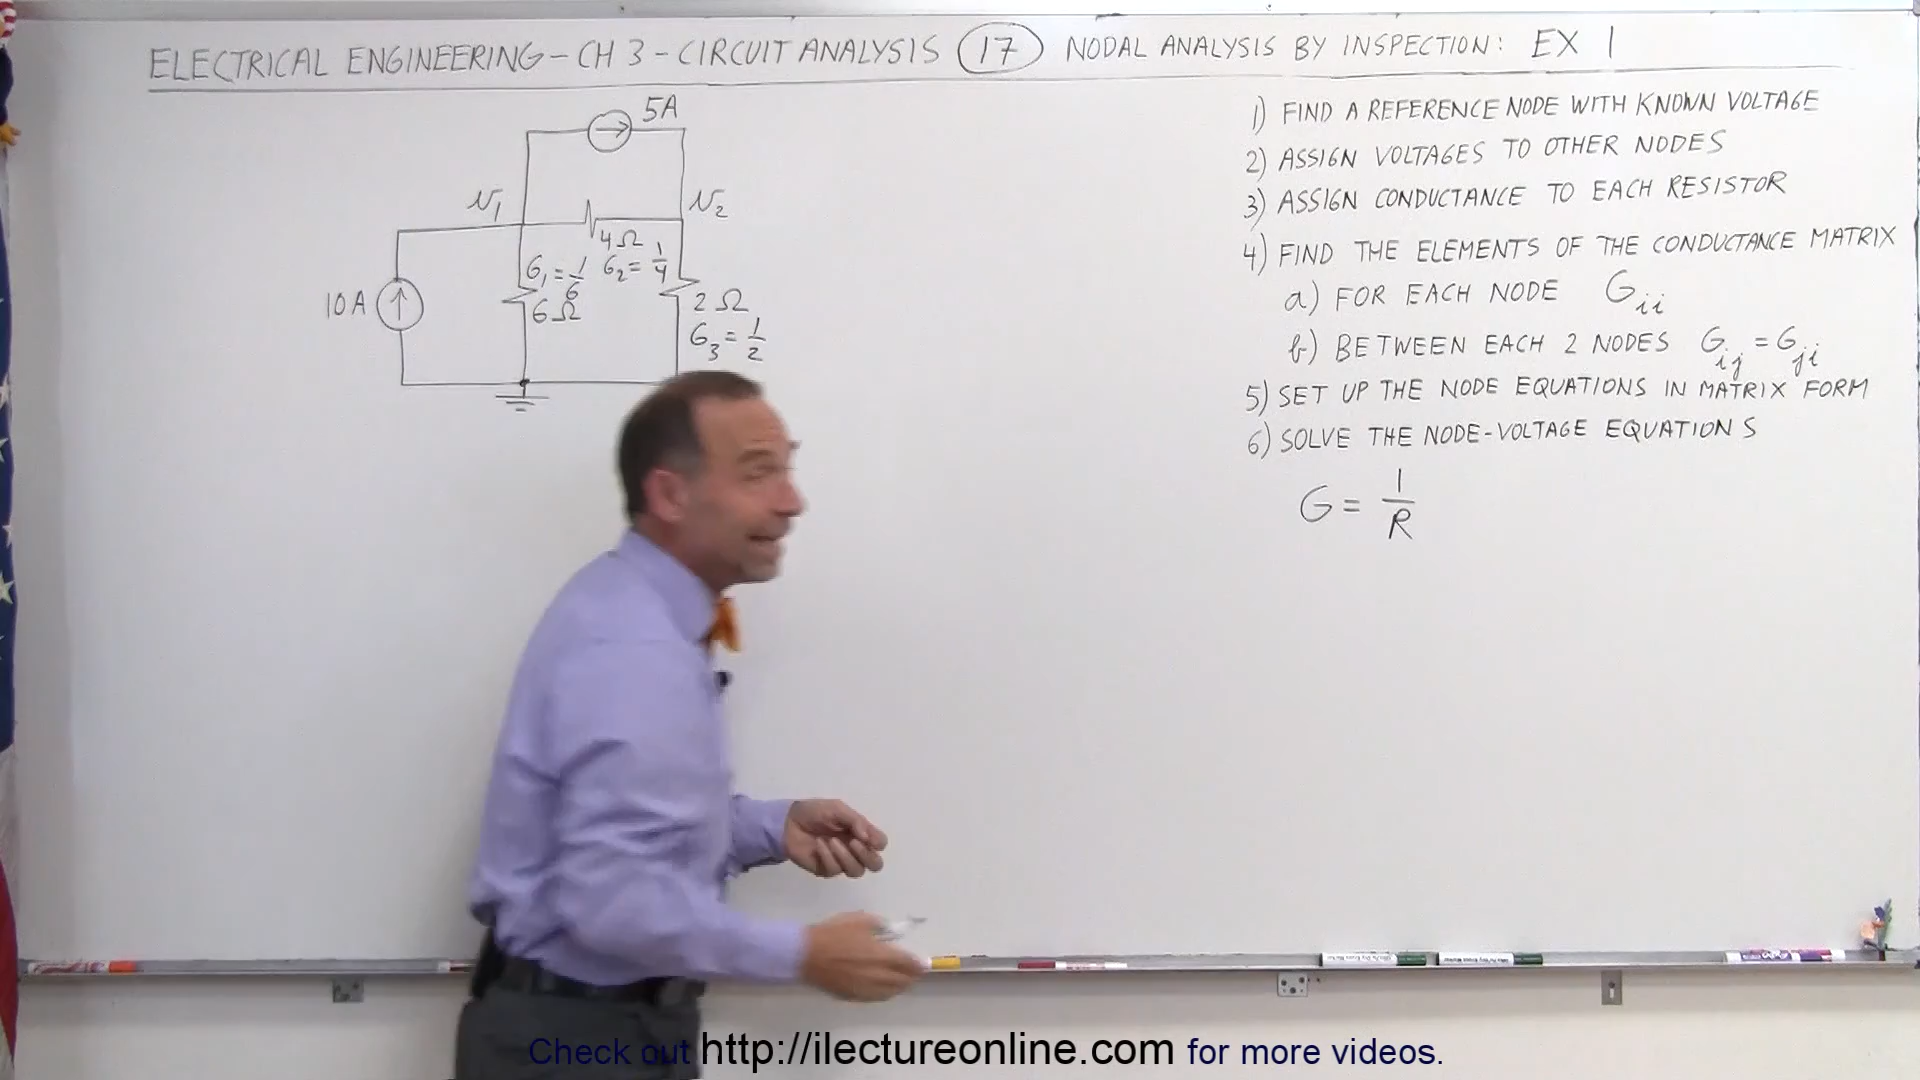 ELECTRICAL ENGINEERING - CH 3 - CIRCUIT ANALYSIS 17 NODAL ANALYSIS BY INSPECTION: EX 1
5A
V₁
V₂
4Ω
G₂ = 1/4
G₁ = 1/6
6Ω
10A
2Ω
G₃ = 1/2
1) FIND A REFERENCE NODE WITH KNOWN VOLTAGE
2) ASSIGN VOLTAGES TO OTHER NODES
3) ASSIGN CONDUCTANCE TO EACH RESISTOR
4) FIND THE ELEMENTS OF THE CONDUCTANCE MATRIX
a) FOR EACH NODE Gii
b) BETWEEN EACH 2 NODES Gij = Gji
5) SET UP THE NODE EQUATIONS IN MATRIX FORM
6) SOLVE THE NODE-VOLTAGE EQUATIONS
G = 1/R
Check out http://ilectureonline.com for more videos.